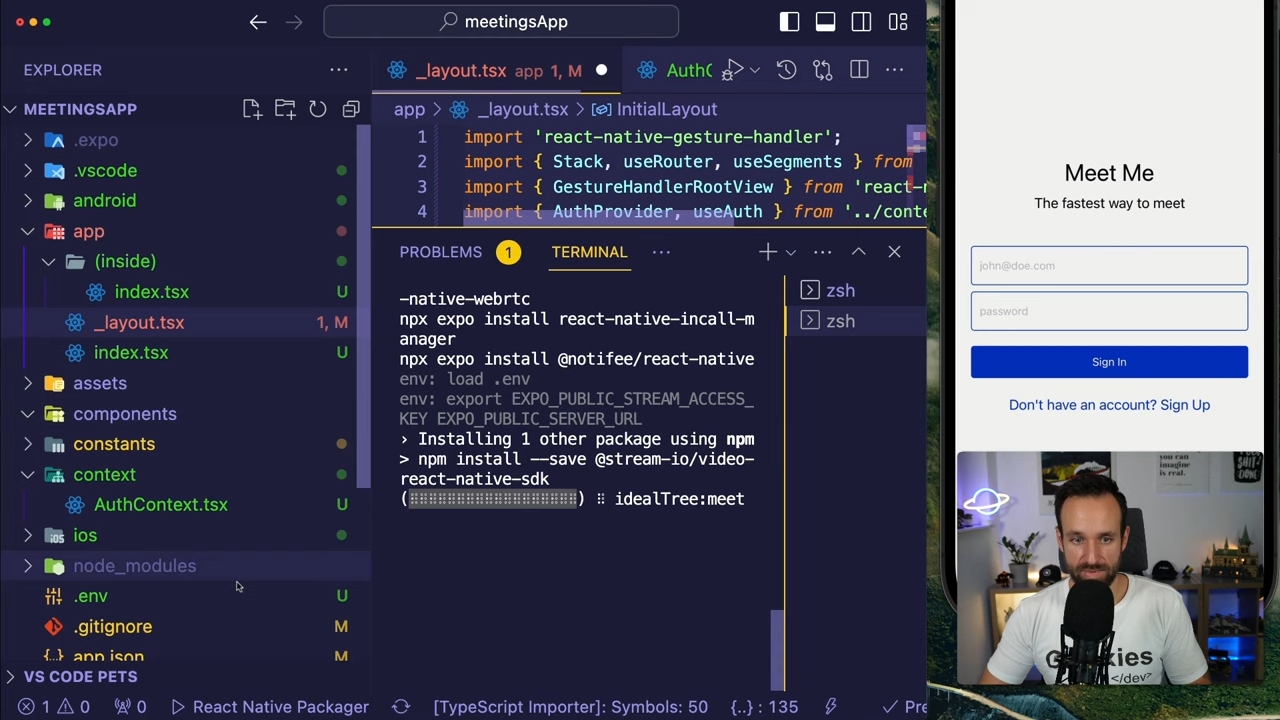 meetingsApp
EXPLORER
MEETINGSAPP
.expo
.vscode
android
app
(inside)
index.tsx U
_layout.tsx 1, M
index.tsx U
assets
components
constants
context
AuthContext.tsx U
ios
node_modules
.env U
.gitignore M
app.json M
VS CODE PETS
_layout.tsx app 1, M
AuthC
app > _layout.tsx > InitialLayout
1 import 'react-native-gesture-handler';
2 import { Stack, useRouter, useSegments } from
3 import { GestureHandlerRootView } from 'react-r
4 import { AuthProvider, useAuth } from '../conte
PROBLEMS 1 TERMINAL
-native-webrtc
npx expo install react-native-incall-m
anager
npx expo install @notifee/react-native
env: load .env
env: export EXPO_PUBLIC_STREAM_ACCESS_
KEY EXPO_PUBLIC_SERVER_URL
› Installing 1 other package using npm
> npm install --save @stream-io/video-
react-native-sdk
idealTree:meet
zsh
zsh
1 0 0 React Native Packager [TypeScript Importer]: Symbols: 50 {..} : 135 Pre
Meet Me
The fastest way to meet
john@doe.com
password
Sign In
Don't have an account? Sign Up
</dev>